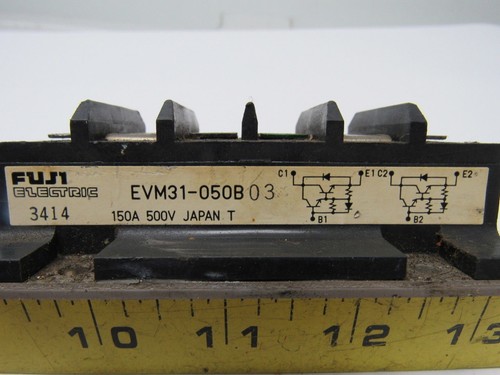 FUJI
ELECTRIC
3414
EVM31-050B 03
150A 500V JAPAN T
C1 E1 C2 E2
B1 B2
10 11 12 13